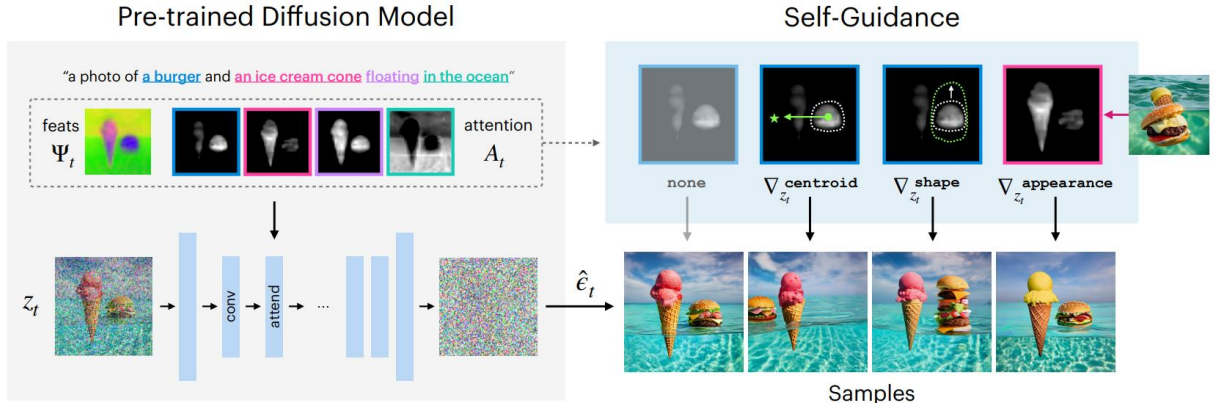 Pre-trained Diffusion Model
Self-Guidance
“a photo of a burger and an ice cream cone floating in the ocean”
feats
Ψₜ
attention
Aₜ
none
∇_{zₜ} centroid
∇_{zₜ} shape
∇_{zₜ} appearance
zₜ
conv
attend
...
ε̂ₜ
Samples